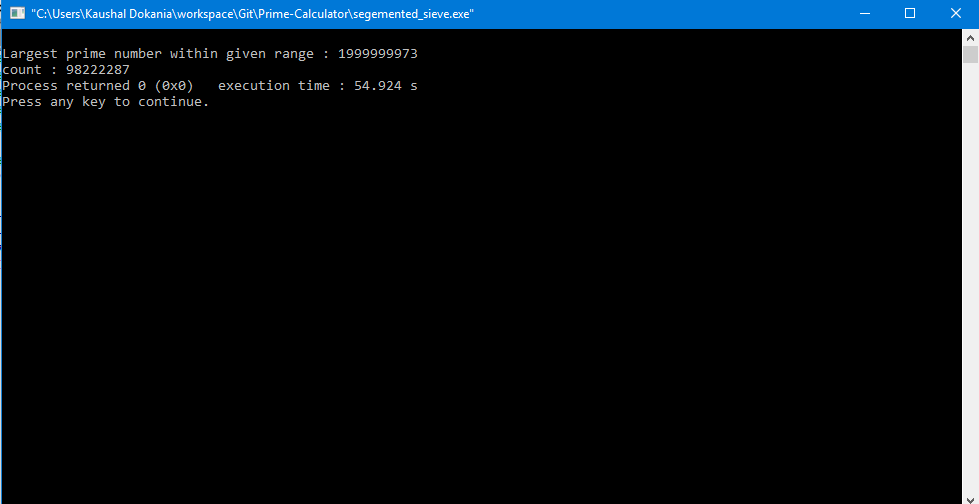 "C:\Users\Kaushal Dokania\workspace\Git\Prime-Calculator\segemented_sieve.exe"
Largest prime number within given range : 1999999973
count : 98222287
Process returned 0 (0x0)   execution time : 54.924 s
Press any key to continue.